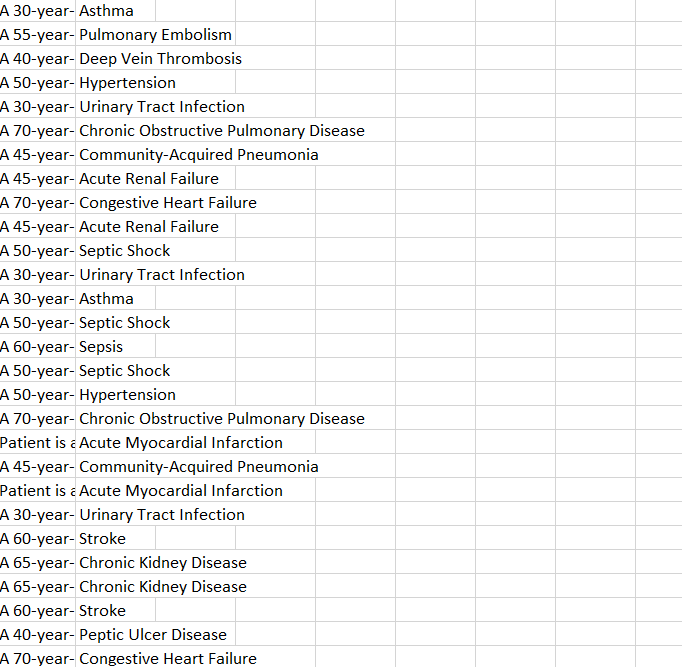 A 30-year- Asthma
A 55-year- Pulmonary Embolism
A 40-year- Deep Vein Thrombosis
A 50-year- Hypertension
A 30-year- Urinary Tract Infection
A 70-year- Chronic Obstructive Pulmonary Disease
A 45-year- Community-Acquired Pneumonia
A 45-year- Acute Renal Failure
A 70-year- Congestive Heart Failure
A 45-year- Acute Renal Failure
A 50-year- Septic Shock
A 30-year- Urinary Tract Infection
A 30-year- Asthma
A 50-year- Septic Shock
A 60-year- Sepsis
A 50-year- Septic Shock
A 50-year- Hypertension
A 70-year- Chronic Obstructive Pulmonary Disease
Patient is a Acute Myocardial Infarction
A 45-year- Community-Acquired Pneumonia
Patient is a Acute Myocardial Infarction
A 30-year- Urinary Tract Infection
A 60-year- Stroke
A 65-year- Chronic Kidney Disease
A 65-year- Chronic Kidney Disease
A 60-year- Stroke
A 40-year- Peptic Ulcer Disease
A 70-year- Congestive Heart Failure